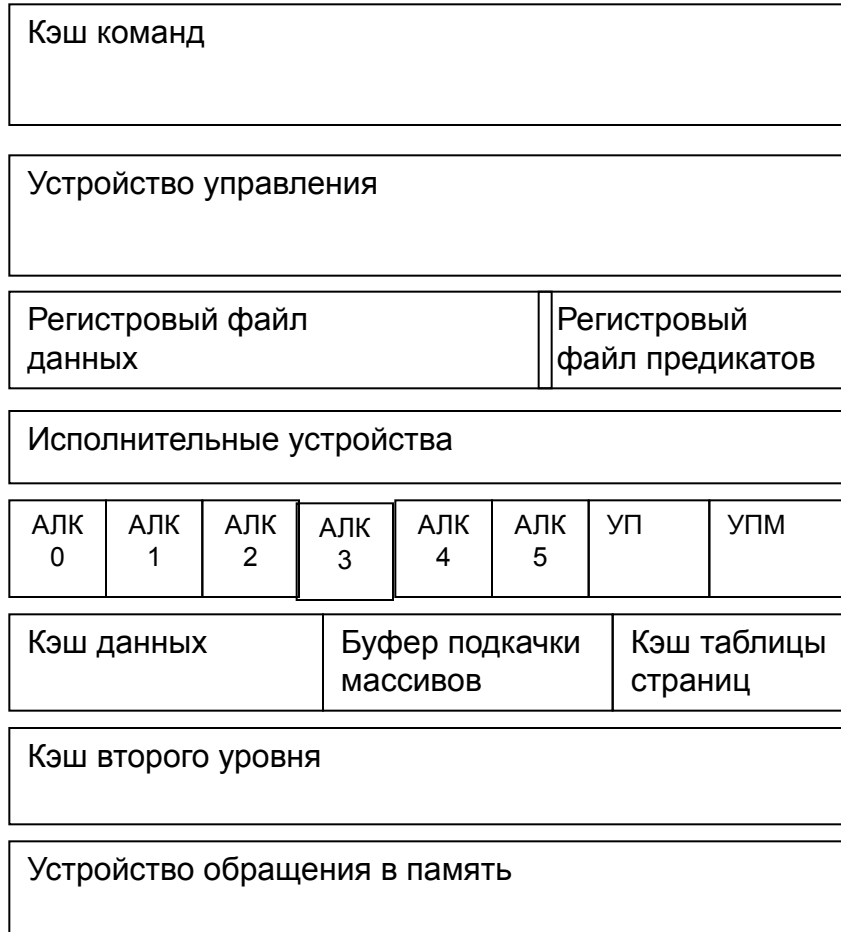 Кэш команд
Устройство управления
Регистровый файл
данных
Регистровый
файл предикатов
Исполнительные устройства
АЛК
0
АЛК
1
АЛК
2
АЛК
3
АЛК
4
АЛК
5
УП
УПМ
Кэш данных
Буфер подкачки
массивов
Кэш таблицы
страниц
Кэш второго уровня
Устройство обращения в память